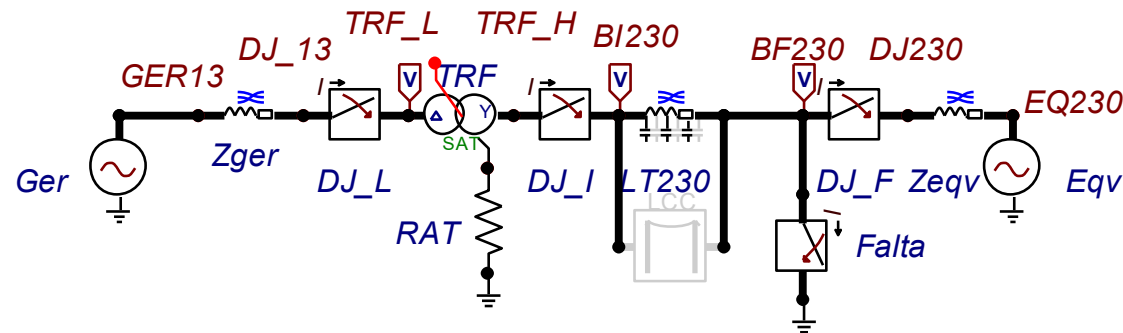 TRF_L
TRF_H
BI230
BF230
DJ230
DJ_13
GER13
I
V
TRF
I
V
V
I
EQ230
Δ
Y
SAT
Ger
Zger
DJ_L
DJ_I
LT230
DJ_F
Zeqv
Eqv
LCC
RAT
I
Falta